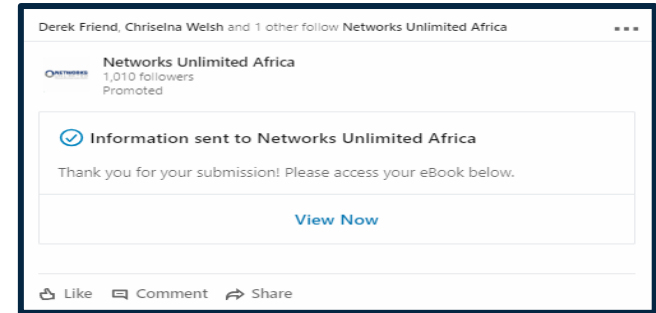 Derek Friend, Chriselna Welsh and 1 other follow Networks Unlimited Africa
NETWORKS
Networks Unlimited Africa
1,010 followers
Promoted
Information sent to Networks Unlimited Africa
Thank you for your submission! Please access your eBook below.
View Now
Like Comment Share